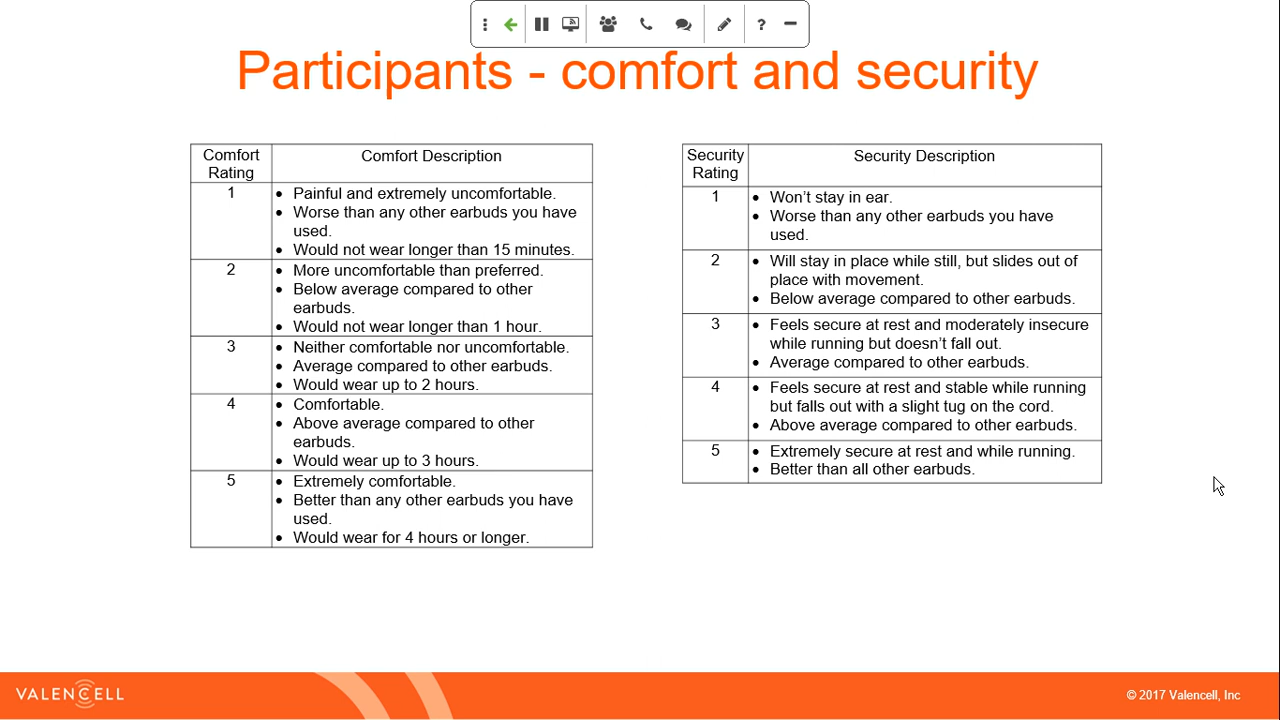 Participants - comfort and security
Comfort
Rating
Comfort Description
1
• Painful and extremely uncomfortable.
• Worse than any other earbuds you have
used.
• Would not wear longer than 15 minutes.
2
• More uncomfortable than preferred.
• Below average compared to other
earbuds.
• Would not wear longer than 1 hour.
3
• Neither comfortable nor uncomfortable.
• Average compared to other earbuds.
• Would wear up to 2 hours.
4
• Comfortable.
• Above average compared to other
earbuds.
• Would wear up to 3 hours.
5
• Extremely comfortable.
• Better than any other earbuds you have
used.
• Would wear for 4 hours or longer.
Security
Rating
Security Description
1
• Won’t stay in ear.
• Worse than any other earbuds you have
used.
2
• Will stay in place while still, but slides out of
place with movement.
• Below average compared to other earbuds.
3
• Feels secure at rest and moderately insecure
while running but doesn’t fall out.
• Average compared to other earbuds.
4
• Feels secure at rest and stable while running
but falls out with a slight tug on the cord.
• Above average compared to other earbuds.
5
• Extremely secure at rest and while running.
• Better than all other earbuds.
VALENCELL
© 2017 Valencell, Inc